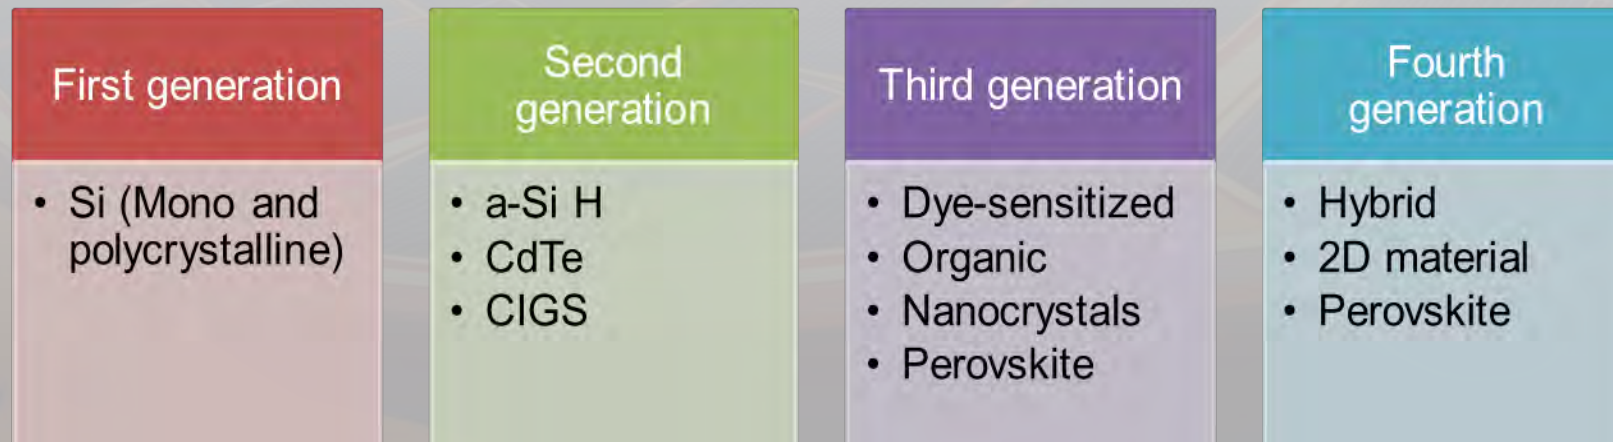 First generation
• Si (Mono and
polycrystalline)
Second
generation
• a-Si H
• CdTe
• CIGS
Third generation
• Dye-sensitized
• Organic
• Nanocrystals
• Perovskite
Fourth
generation
• Hybrid
• 2D material
• Perovskite